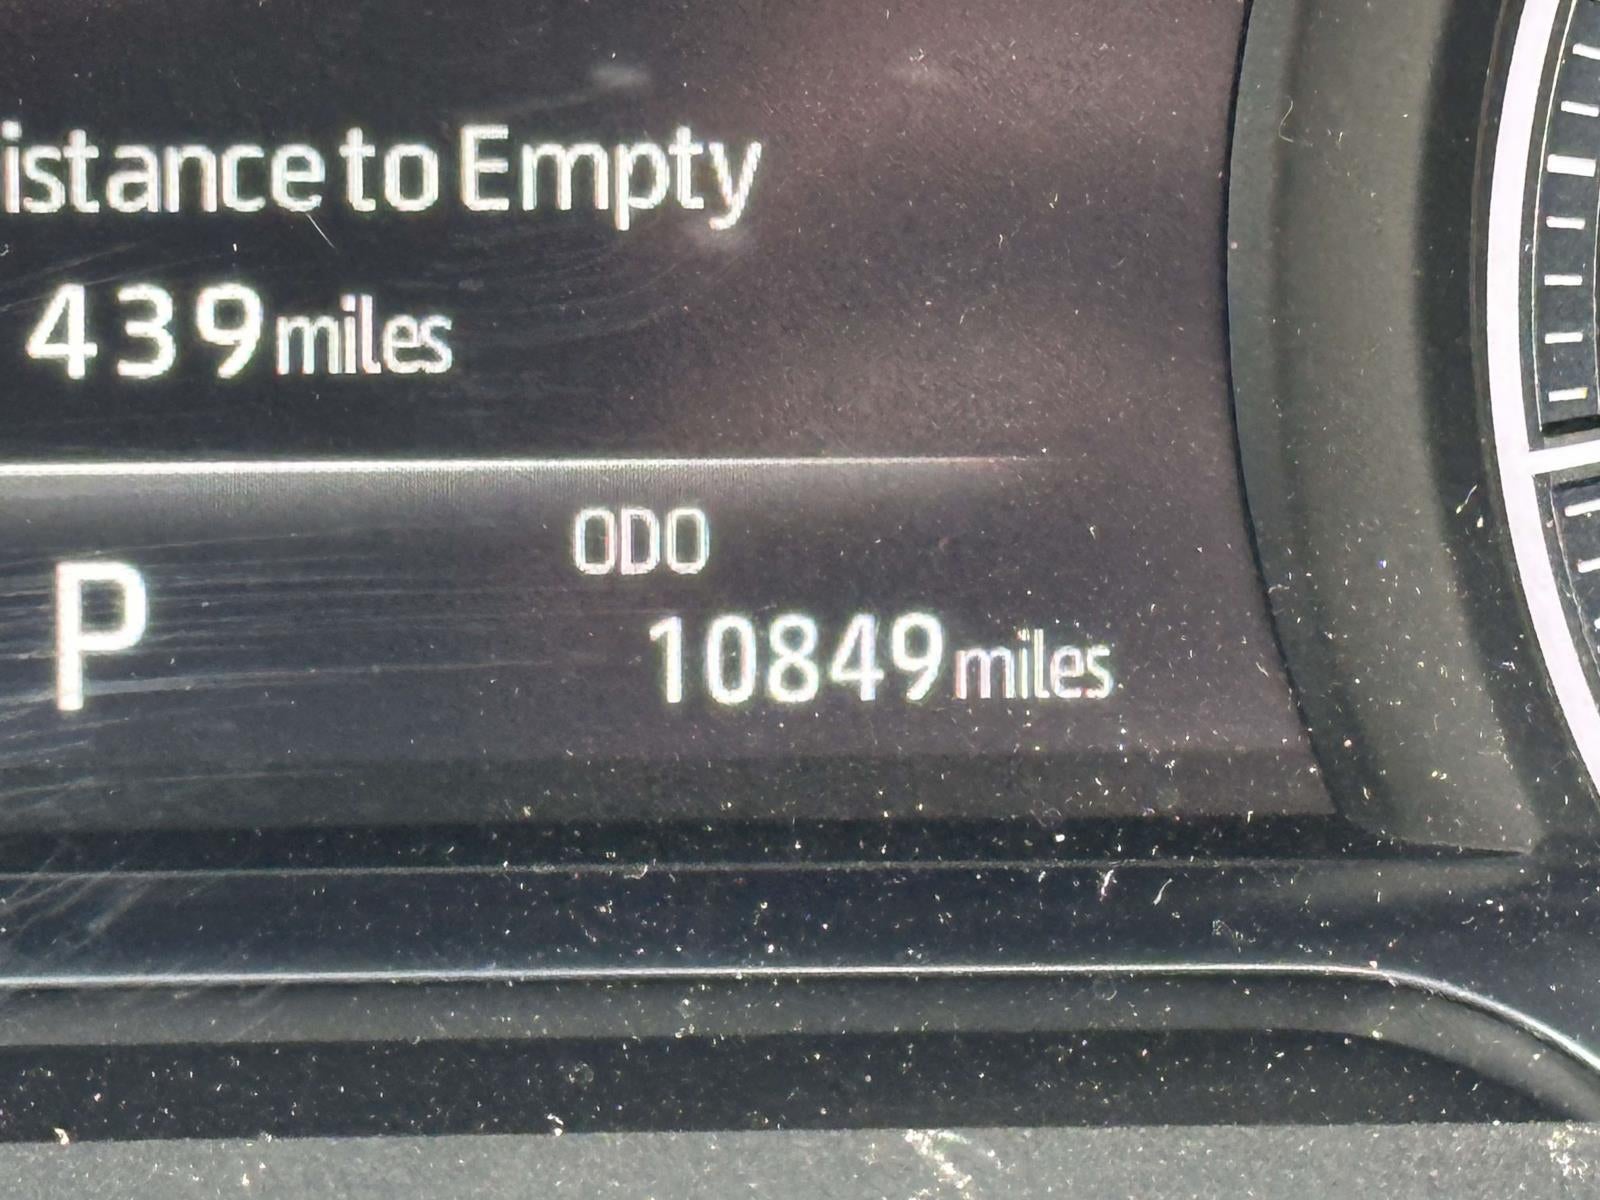 istance to Empty
439 miles
ODO
P
10849 miles